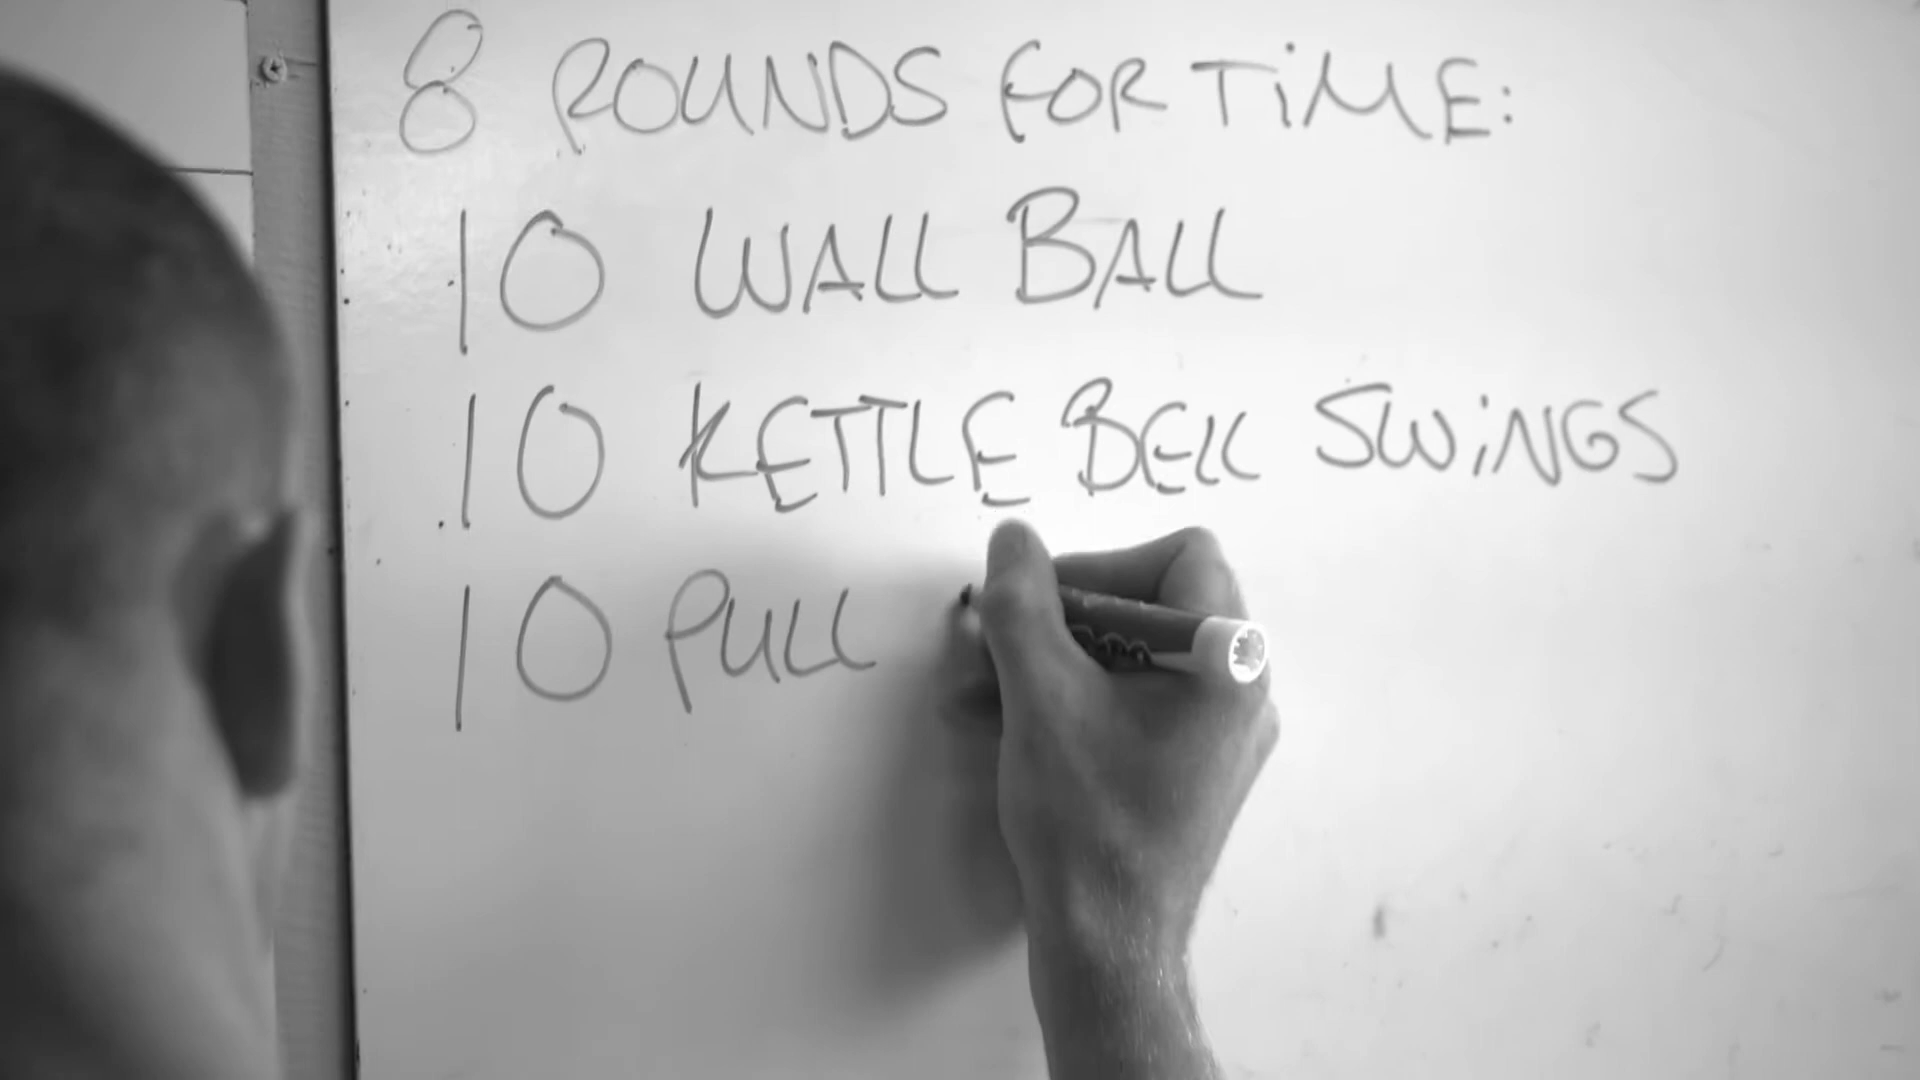 8 ROUNDS FOR TIME:
10 WALL BALL
10 KETTLE BELL SWINGS
10 PULL